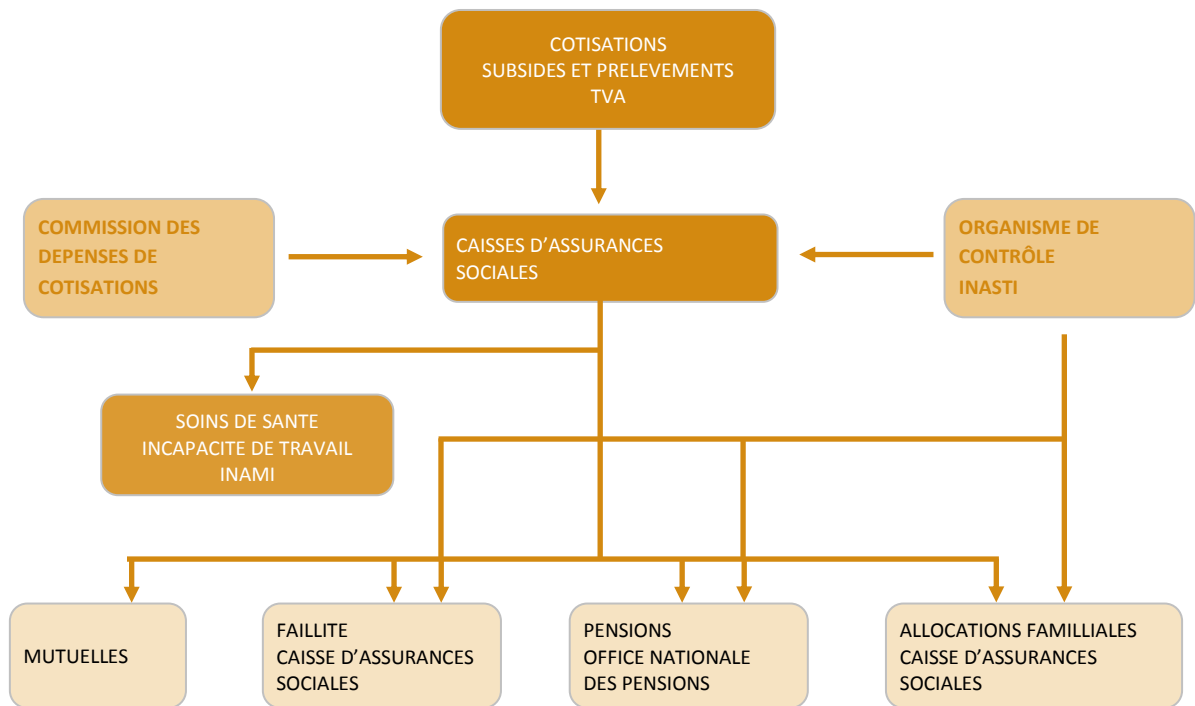 COTISATIONS
SUBSIDES ET PRELEVEMENTS
TVA
COMMISSION DES
DEPENSES DE
COTISATIONS
CAISSES D’ASSURANCES
SOCIALES
ORGANISME DE
CONTRÔLE
INASTI
SOINS DE SANTE
INCAPACITE DE TRAVAIL
INAMI
MUTUELLES
FAILLITE
CAISSE D’ASSURANCES
SOCIALES
PENSIONS
OFFICE NATIONALE
DES PENSIONS
ALLOCATIONS FAMILLIALES
CAISSE D’ASSURANCES
SOCIALES